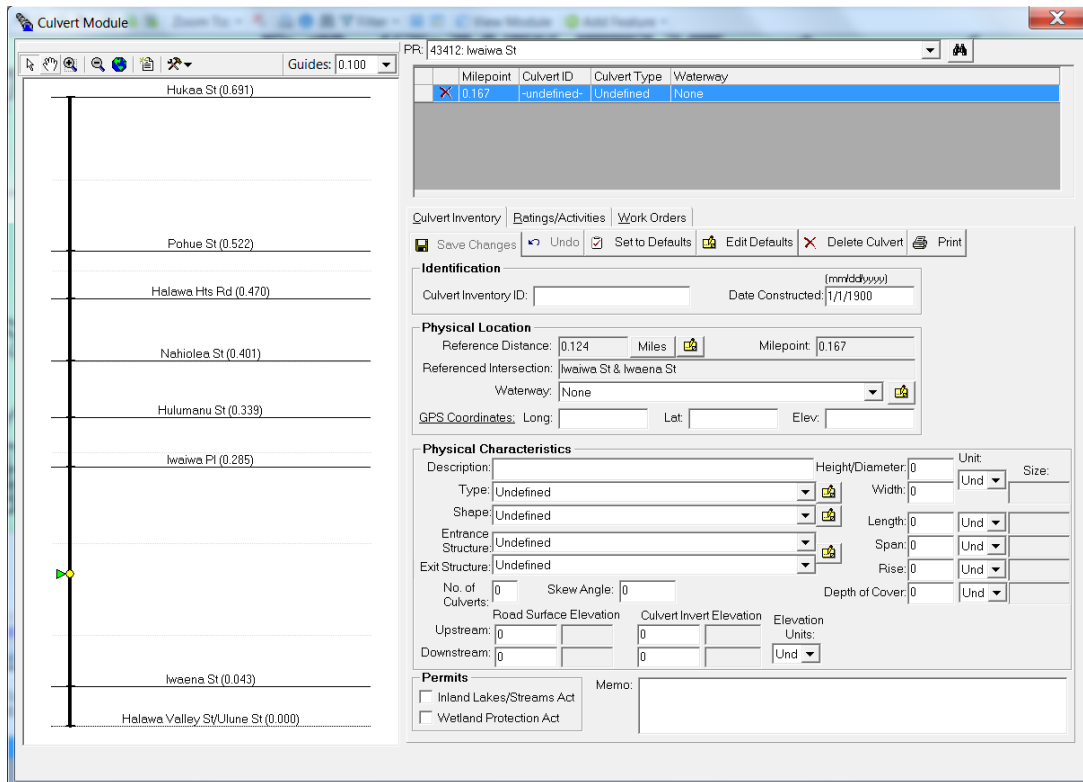 Culvert Module
PR: 43412: Iwaiwa St
Guides: 0.100
Hukaa St (0.691)
Pohue St (0.522)
Halawa Hts Rd (0.470)
Nahiolea St (0.401)
Hulumanu St (0.339)
Iwaiwa Pl (0.285)
Iwaena St (0.043)
Halawa Valley St/Ulune St (0.000)
Milepoint Culvert ID Culvert Type Waterway
0.167 -undefined- Undefined None
Culvert Inventory Ratings/Activities Work Orders
Save Changes Undo Set to Defaults Edit Defaults Delete Culvert Print
Identification
(mm/dd/yyyy)
Culvert Inventory ID: Date Constructed: 1/1/1900
Physical Location
Reference Distance: 0.124 Miles Milepoint: 0.167
Referenced Intersection: Iwaiwa St & Iwaena St
Waterway: None
GPS Coordinates: Long: Lat: Elev:
Physical Characteristics
Description: Height/Diameter: 0 Unit: Size:
Type: Undefined Width: 0 Und
Shape: Undefined Length: 0 Und
Entrance Structure: Undefined Span: 0 Und
Exit Structure: Undefined Rise: 0 Und
No. of Culverts: 0 Skew Angle: 0 Depth of Cover: 0 Und
Road Surface Elevation Culvert Invert Elevation Elevation Units:
Upstream: 0 0
Downstream: 0 0 Und
Permits
Inland Lakes/Streams Act
Wetland Protection Act
Memo: